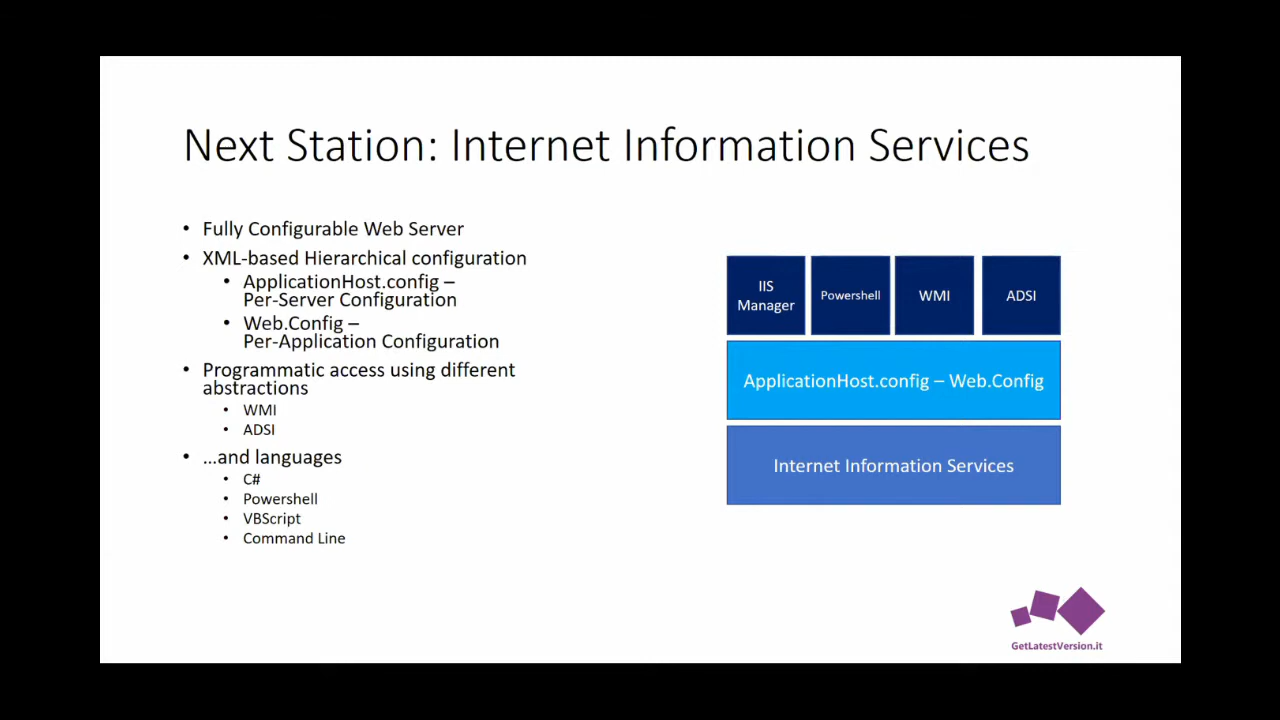 Next Station: Internet Information Services
• Fully Configurable Web Server
• XML-based Hierarchical configuration
• ApplicationHost.config –
Per-Server Configuration
• Web.Config –
Per-Application Configuration
• Programmatic access using different
abstractions
• WMI
• ADSI
• …and languages
• C#
• Powershell
• VBScript
• Command Line
IIS
Manager
Powershell
WMI
ADSI
ApplicationHost.config – Web.Config
Internet Information Services
GetLatestVersion.it